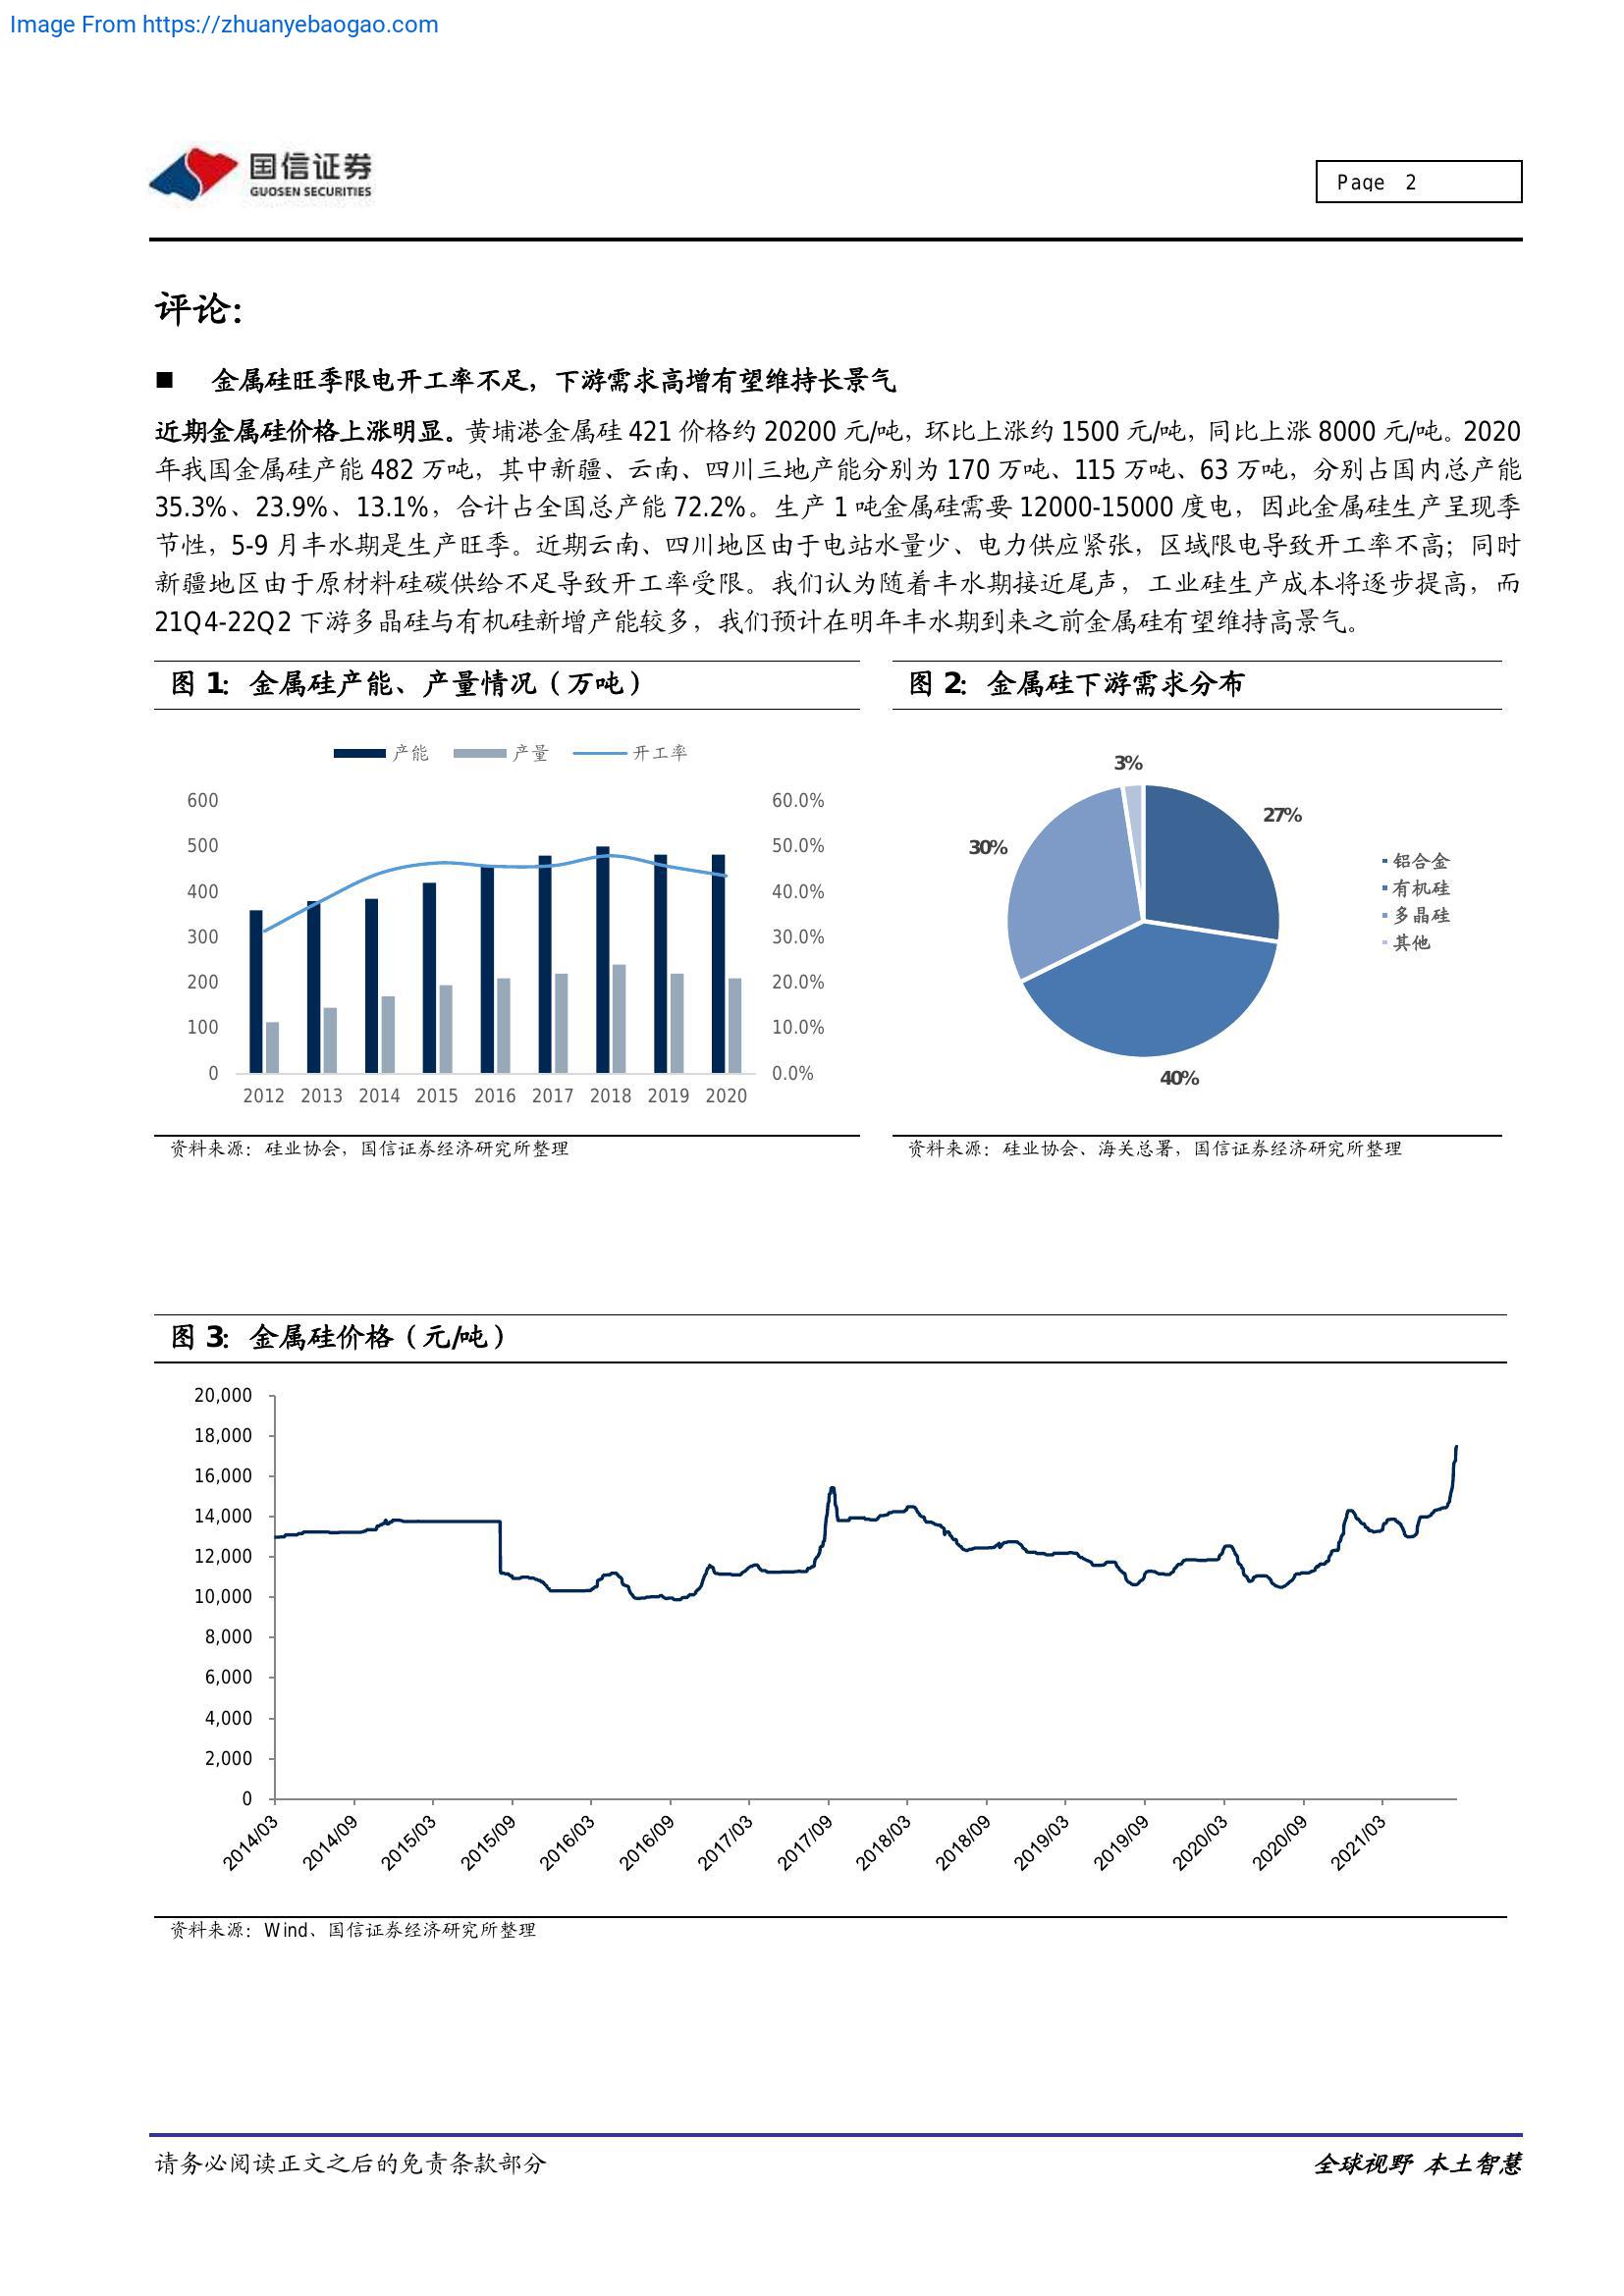 Image From https://zhuanyebaogao.com
国信证券
GUOSEN SECURITIES
Page 2
评论：
■ 金属硅旺季限电开工率不足，下游需求高增有望维持长景气
近期金属硅价格上涨明显。黄埔港金属硅 421 价格约 20200 元/吨，环比上涨约 1500 元/吨，同比上涨 8000 元/吨。2020
年我国金属硅产能 482 万吨，其中新疆、云南、四川三地产能分别为 170 万吨、115 万吨、63 万吨，分别占国内总产能
35.3%、23.9%、13.1%，合计占全国总产能 72.2%。生产 1 吨金属硅需要 12000-15000 度电，因此金属硅生产呈现季
节性，5-9 月丰水期是生产旺季。近期云南、四川地区由于电站水量少、电力供应紧张，区域限电导致开工率不高；同时
新疆地区由于原材料硅碳供给不足导致开工率受限。我们认为随着丰水期接近尾声，工业硅生产成本将逐步提高，而
21Q4-22Q2 下游多晶硅与有机硅新增产能较多，我们预计在明年丰水期到来之前金属硅有望维持高景气。
图 1：金属硅产能、产量情况（万吨）
产能 产量 开工率
600
500
400
300
200
100
0
60.0%
50.0%
40.0%
30.0%
20.0%
10.0%
0.0%
2012 2013 2014 2015 2016 2017 2018 2019 2020
资料来源：硅业协会，国信证券经济研究所整理
图 2：金属硅下游需求分布
3%
27%
30%
40%
铝合金
有机硅
多晶硅
其他
资料来源：硅业协会、海关总署，国信证券经济研究所整理
图 3：金属硅价格（元/吨）
20,000
18,000
16,000
14,000
12,000
10,000
8,000
6,000
4,000
2,000
0
2014/03 2014/09 2015/03 2015/09 2016/03 2016/09 2017/03 2017/09 2018/03 2018/09 2019/03 2019/09 2020/03 2020/09 2021/03
资料来源：Wind、国信证券经济研究所整理
请务必阅读正文之后的免责条款部分
全球视野 本土智慧